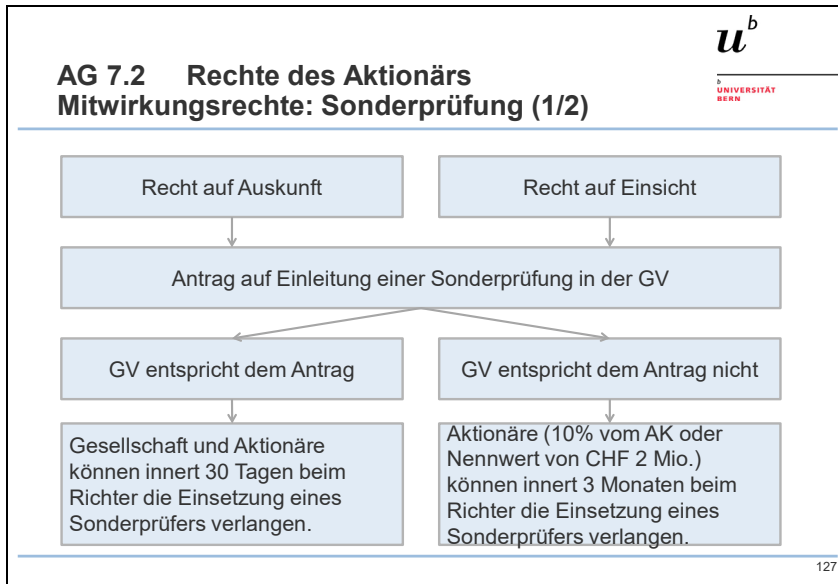 u^b
b
UNIVERSITÄT
BERN
AG 7.2 Rechte des Aktionärs
Mitwirkungsrechte: Sonderprüfung (1/2)
Recht auf Auskunft
Recht auf Einsicht
Antrag auf Einleitung einer Sonderprüfung in der GV
GV entspricht dem Antrag
GV entspricht dem Antrag nicht
Gesellschaft und Aktionäre
können innert 30 Tagen beim
Richter die Einsetzung eines
Sonderprüfers verlangen.
Aktionäre (10% vom AK oder
Nennwert von CHF 2 Mio.)
können innert 3 Monaten beim
Richter die Einsetzung eines
Sonderprüfers verlangen.
127